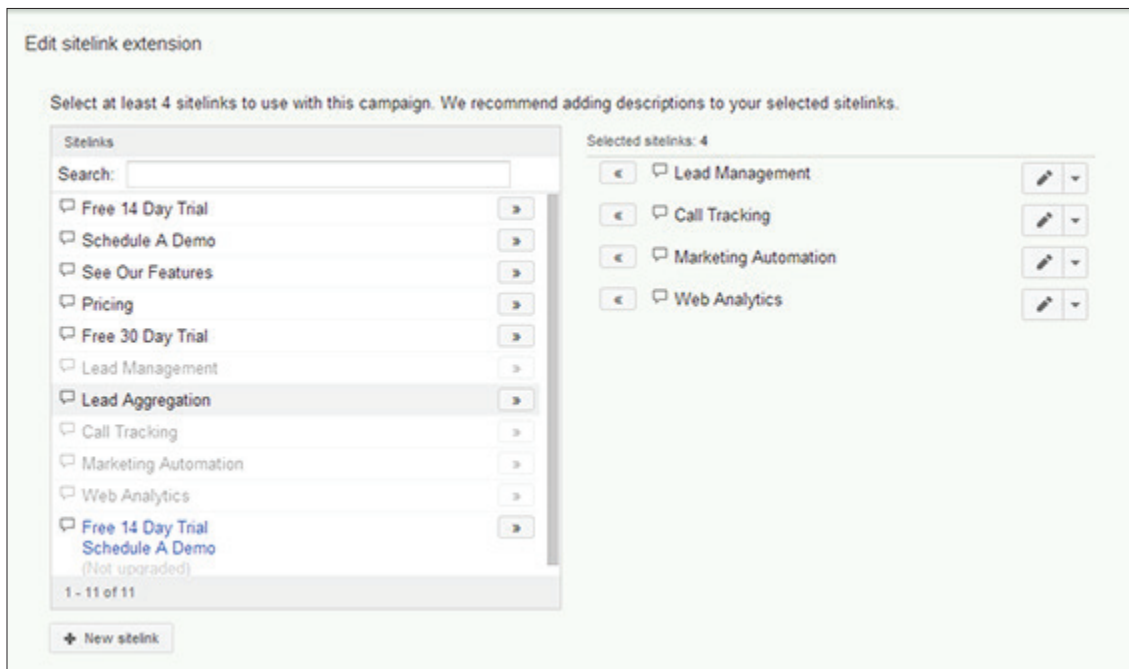 Edit sitelink extension
Select at least 4 sitelinks to use with this campaign. We recommend adding descriptions to your selected sitelinks.
Sitelinks
Search:
Free 14 Day Trial
Schedule A Demo
See Our Features
Pricing
Free 30 Day Trial
Lead Management
Lead Aggregation
Call Tracking
Marketing Automation
Web Analytics
Free 14 Day Trial
Schedule A Demo
(Not upgraded)
1 - 11 of 11
New sitelink
Selected sitelinks: 4
Lead Management
Call Tracking
Marketing Automation
Web Analytics